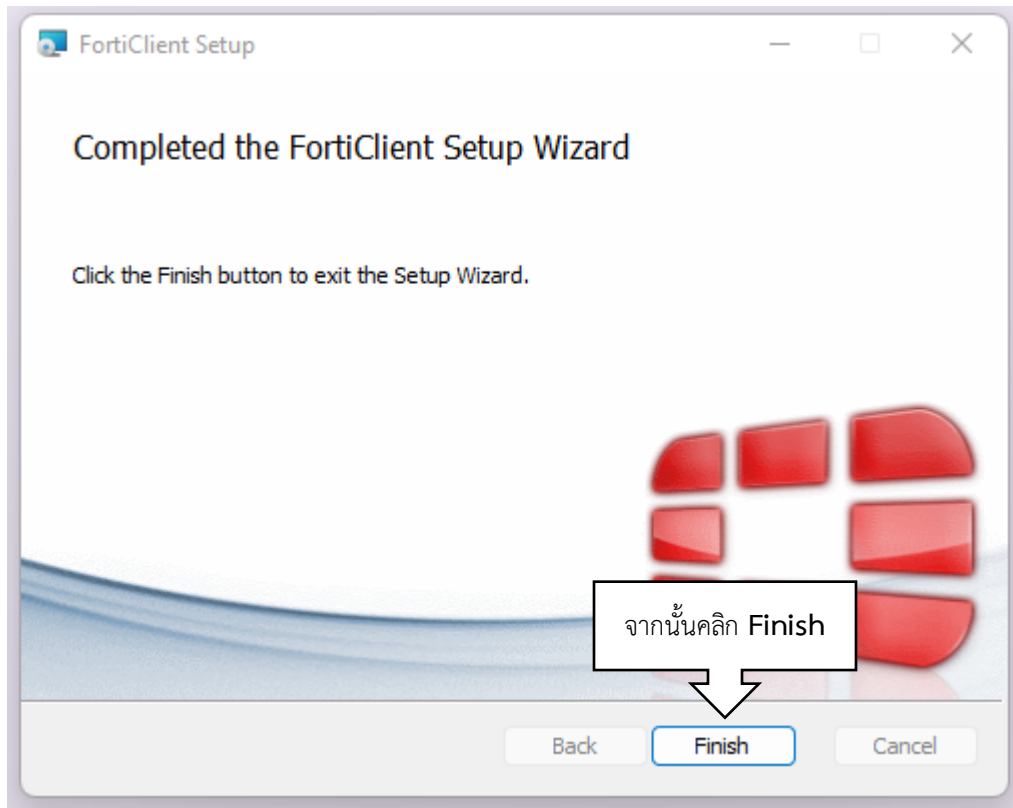 FortiClient Setup
Completed the FortiClient Setup Wizard
Click the Finish button to exit the Setup Wizard.
จากนั้นคลิก Finish
Back Finish Cancel